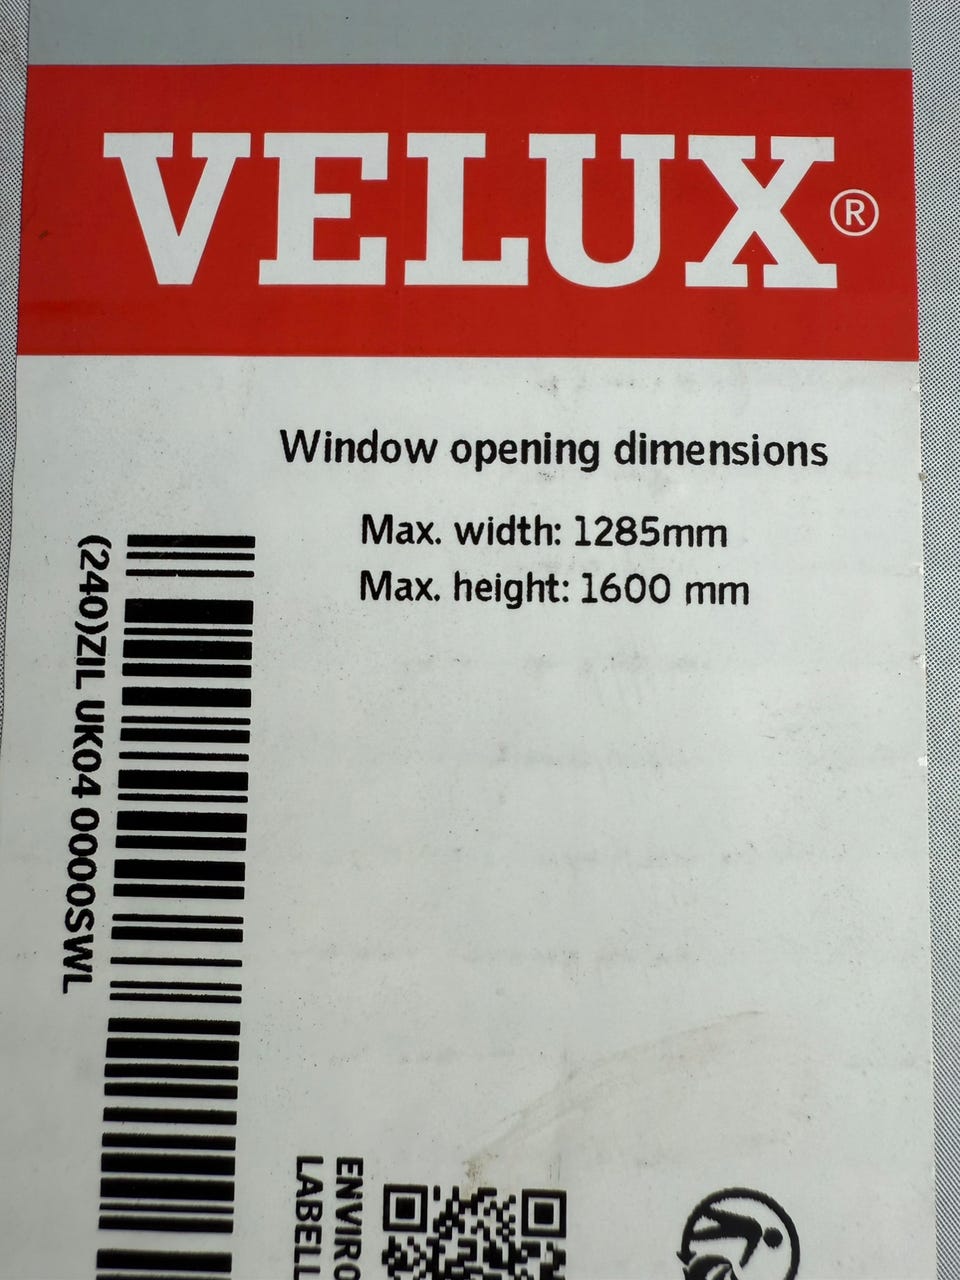 VELUX®
Window opening dimensions
Max. width: 1285mm
Max. height: 1600 mm
(240)ZIL UK04 0000SWL